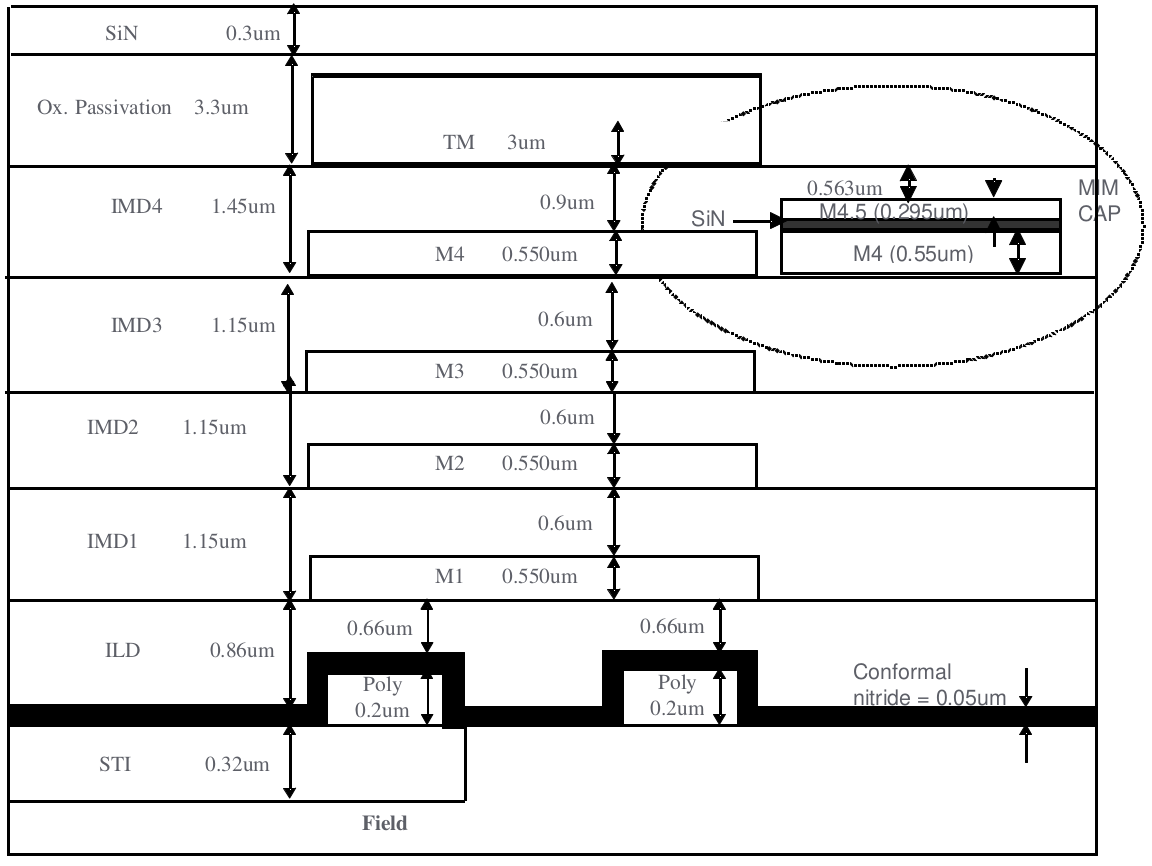 SiN 0.3um
Ox. Passivation 3.3um
TM 3um
IMD4 1.45um
0.9um
0.563um
MIM
CAP
SiN
M4.5 (0.295um)
M4 0.550um
M4 (0.55um)
IMD3 1.15um
0.6um
M3 0.550um
IMD2 1.15um
0.6um
M2 0.550um
IMD1 1.15um
0.6um
M1 0.550um
ILD 0.86um
0.66um
0.66um
Poly
0.2um
Poly
0.2um
Conformal
nitride = 0.05um
STI 0.32um
Field